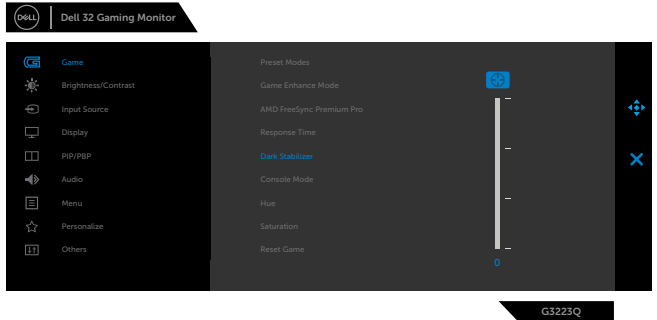 DELL
Dell 32 Gaming Monitor
Game
Brightness/Contrast
Input Source
Display
PIP/PBP
Audio
Menu
Personalize
Others
Preset Modes
Game Enhance Mode
AMD FreeSync Premium Pro
Response Time
Dark Stabilizer
Console Mode
Hue
Saturation
Reset Game
0
G3223Q